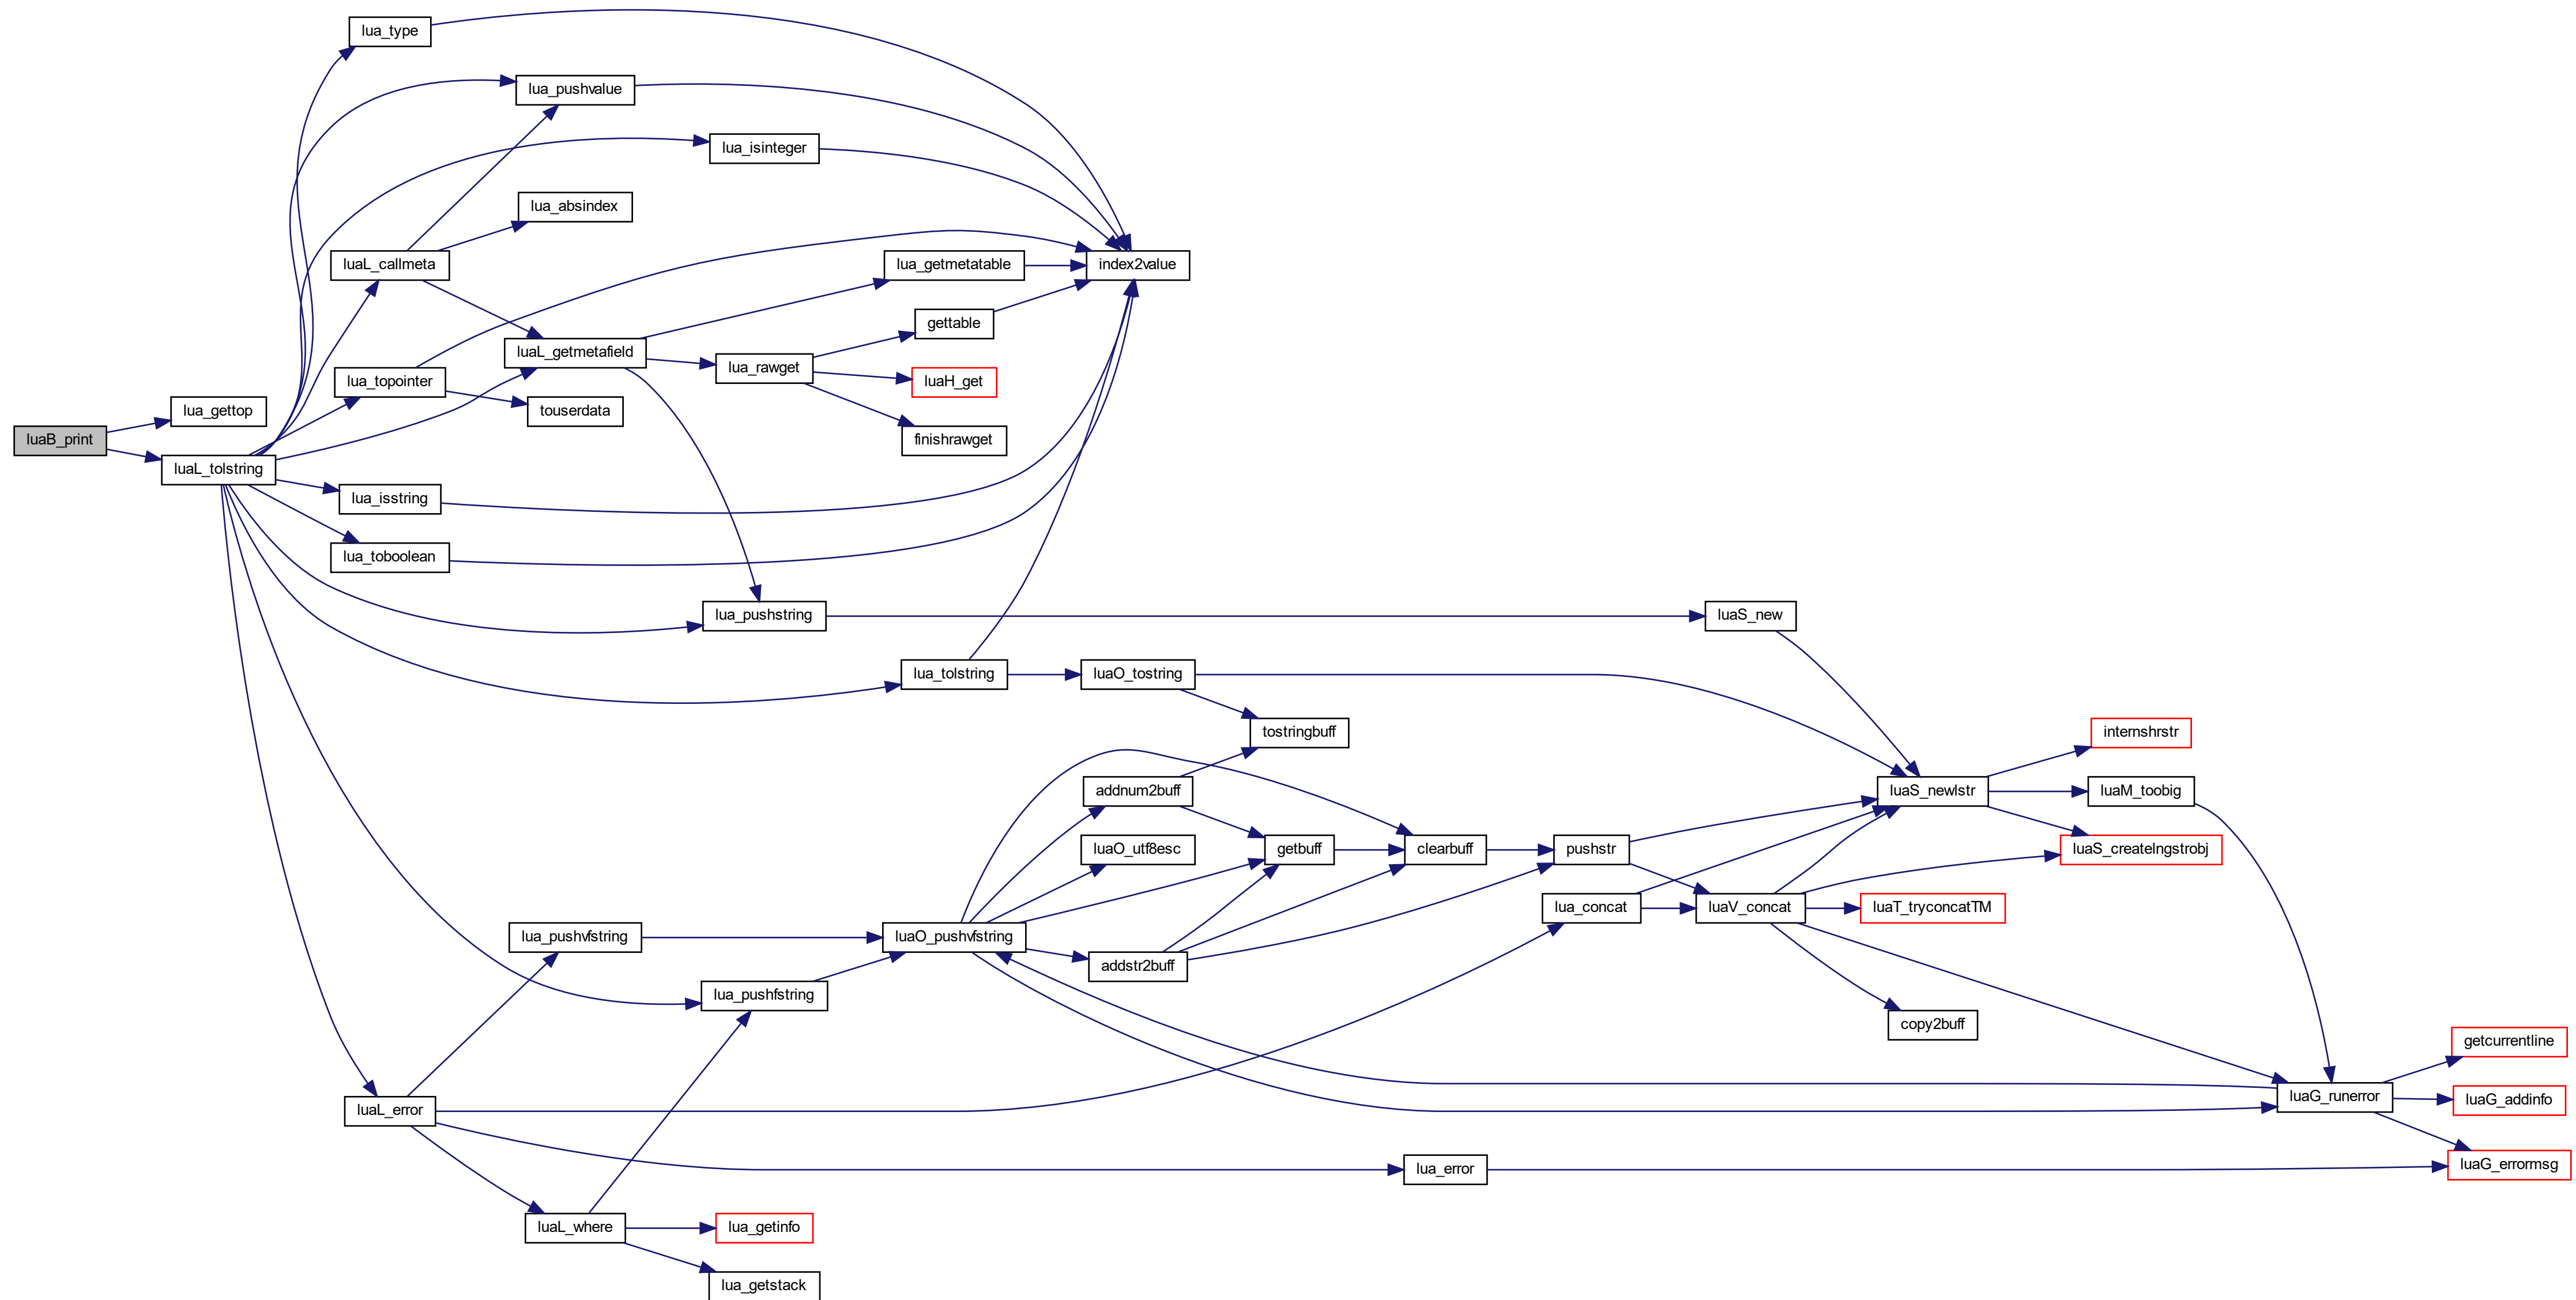 lua_type
lua_pushvalue
lua_isinteger
lua_absindex
luaL_callmeta
lua_getmetatable
index2value
gettable
luaL_getmetafield
lua_rawget
lua_topointer
luaH_get
lua_gettop
touserdata
luaB_print
finishrawget
luaL_tolstring
lua_isstring
lua_toboolean
lua_pushstring
luaS_new
lua_tolstring
luaO_tostring
tostringbuff
internshrstr
addnum2buff
luaS_newlstr
luaM_toobig
luaO_utf8esc
getbuff
clearbuff
pushstr
luaS_createlngstrobj
lua_concat
luaV_concat
luaT_tryconcatTM
lua_pushvfstring
luaO_pushvfstring
addstr2buff
lua_pushfstring
copy2buff
getcurrentline
luaL_error
luaG_runerror
luaG_addinfo
lua_error
luaG_errormsg
luaL_where
lua_getinfo
lua_getstack